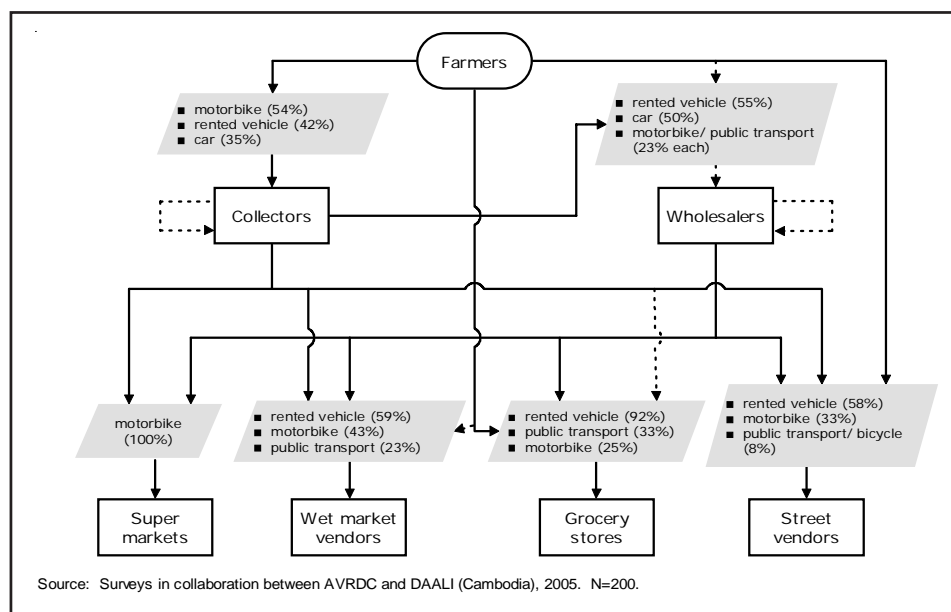 Farmers
■ motorbike (54%)
■ rented vehicle (42%)
■ car (35%)
■ rented vehicle (55%)
■ car (50%)
■ motorbike/ public transport
(23% each)
Collectors
Wholesalers
motorbike
(100%)
■ rented vehicle (59%)
■ motorbike (43%)
■ public transport (23%)
■ rented vehicle (92%)
■ public transport (33%)
■ motorbike (25%)
■ rented vehicle (58%)
■ motorbike (33%)
■ public transport/ bicycle
(8%)
Super
markets
Wet market
vendors
Grocery
stores
Street
vendors
Source: Surveys in collaboration between AVRDC and DAALI (Cambodia), 2005. N=200.